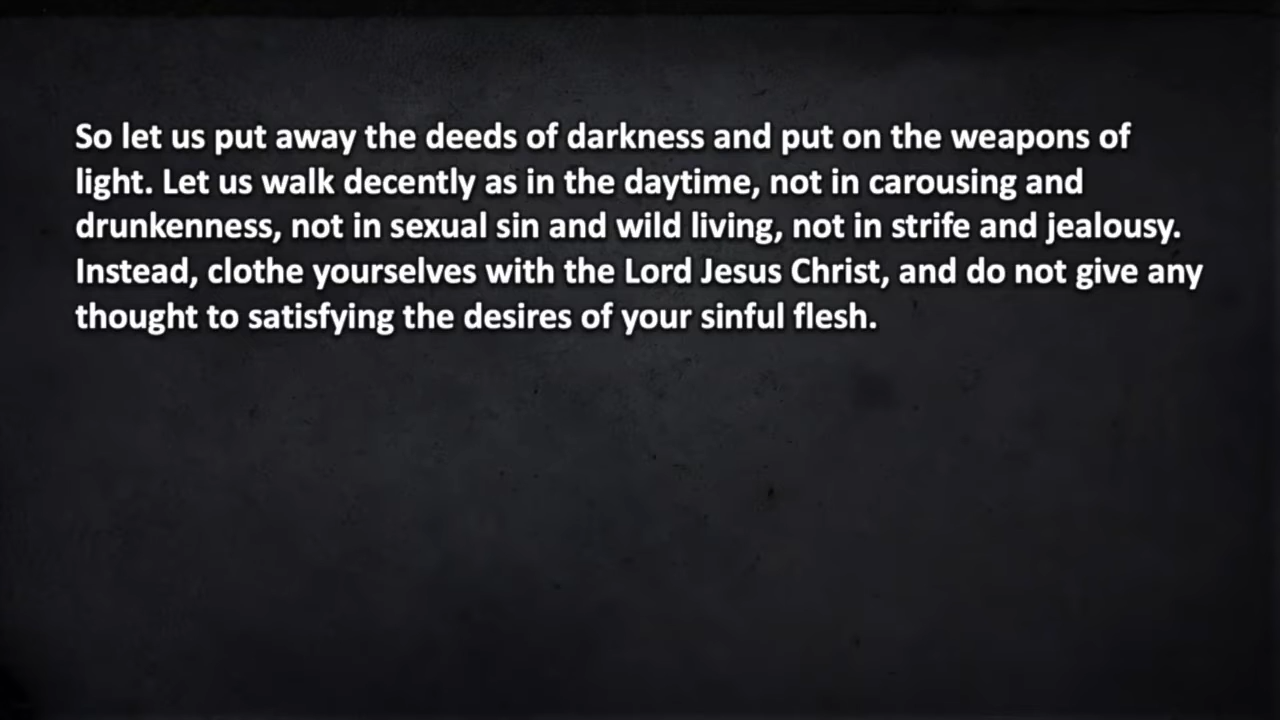 So let us put away the deeds of darkness and put on the weapons of
light. Let us walk decently as in the daytime, not in carousing and
drunkenness, not in sexual sin and wild living, not in strife and jealousy.
Instead, clothe yourselves with the Lord Jesus Christ, and do not give any
thought to satisfying the desires of your sinful flesh.